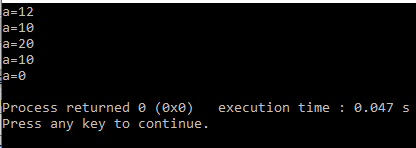 a=12
a=10
a=20
a=10
a=0
Process returned 0 (0x0)   execution time : 0.047 s
Press any key to continue.